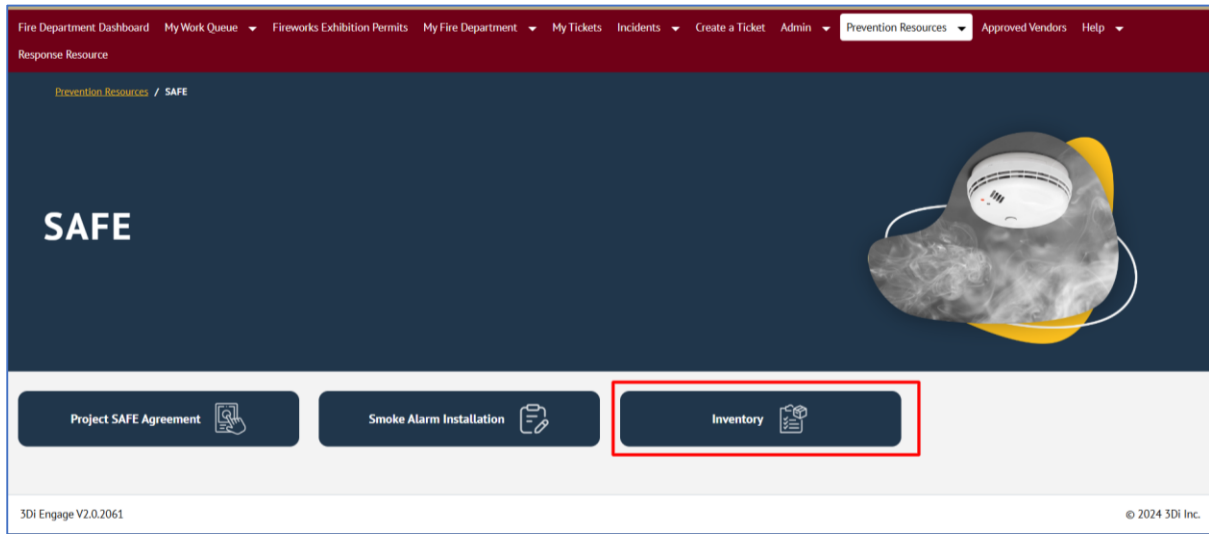 Fire Department Dashboard My Work Queue Fireworks Exhibition Permits My Fire Department My Tickets Incidents Create a Ticket Admin Prevention Resources Approved Vendors Help
Response Resource
Prevention Resources / SAFE
SAFE
Project SAFE Agreement Smoke Alarm Installation Inventory
3Di Engage V2.0.2061 © 2024 3Di Inc.